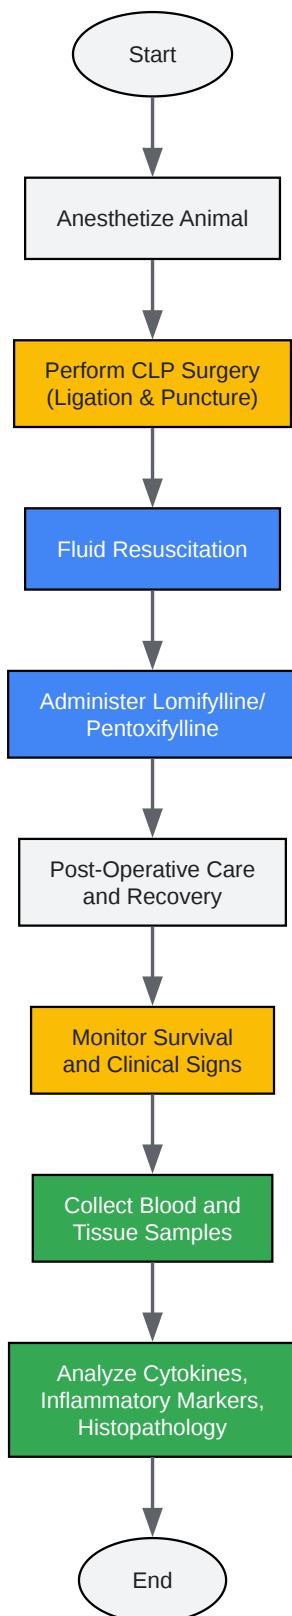 Start
Anesthetize Animal
Perform CLP Surgery
(Ligation & Puncture)
Fluid Resuscitation
Administer Lomifylline/
Pentoxifylline
Post-Operative Care
and Recovery
Monitor Survival
and Clinical Signs
Collect Blood and
Tissue Samples
Analyze Cytokines,
Inflammatory Markers,
Histopathology
End